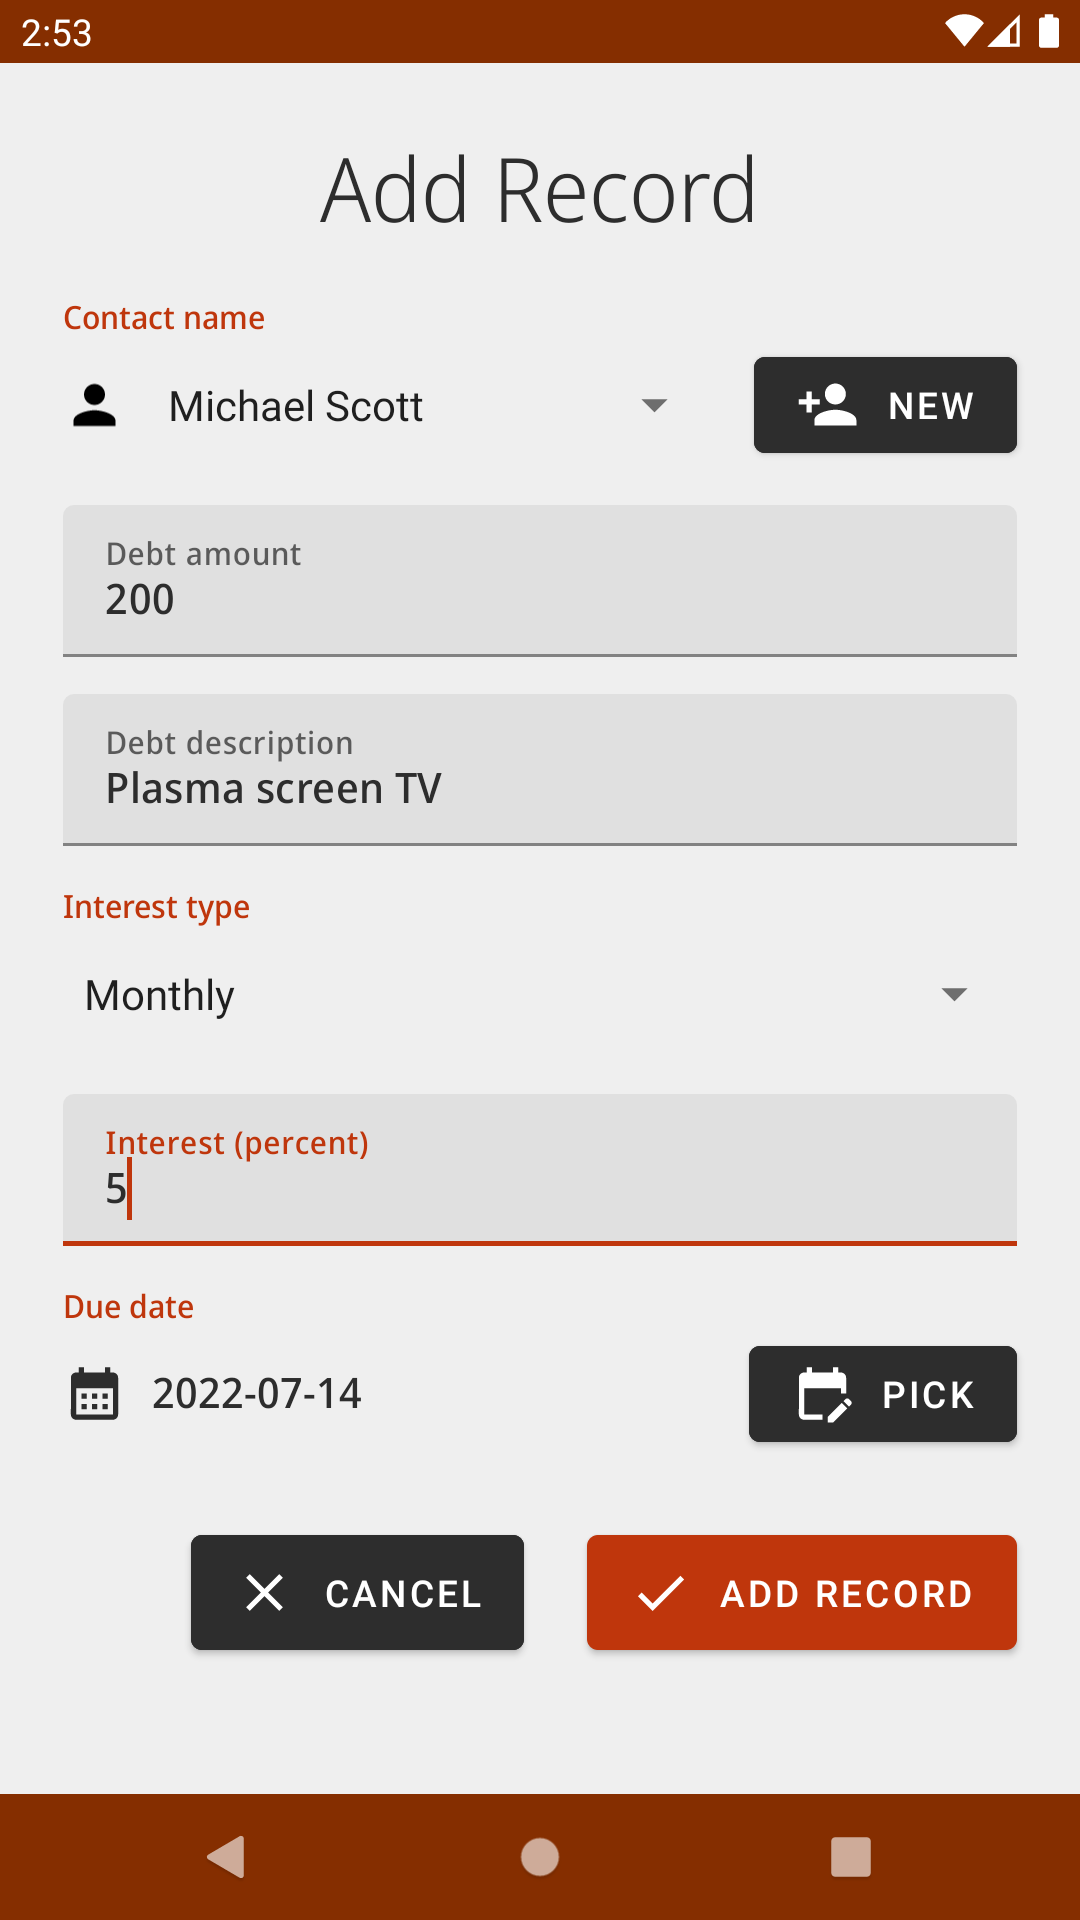 2:53
Add Record
Contact name
Michael Scott
NEW
Debt amount
200
Debt description
Plasma screen TV
Interest type
Monthly
Interest (percent)
5
Due date
2022-07-14
PICK
CANCEL
ADD RECORD